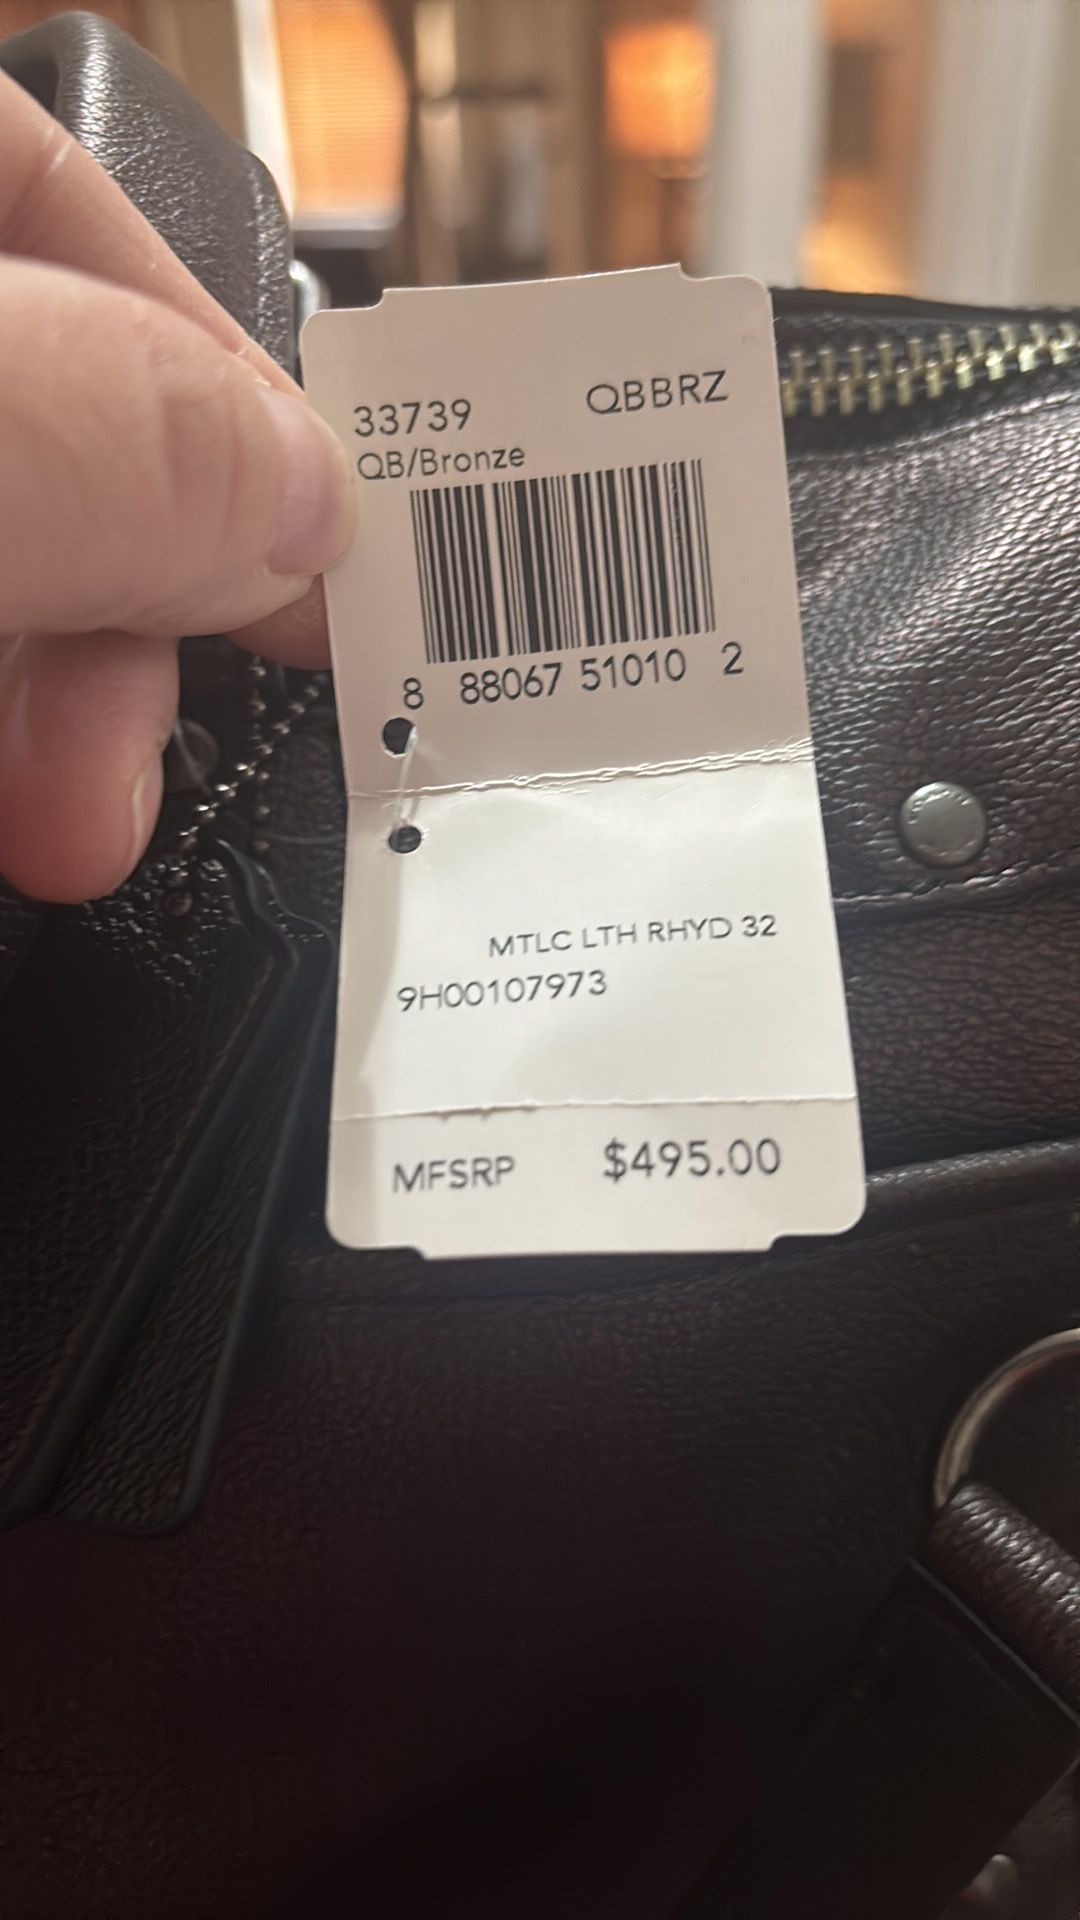 33739 QBBRZ
QB/Bronze
8 88067 51010 2
MTLC LTH RHYD 32
9H00107973
MFSRP $495.00